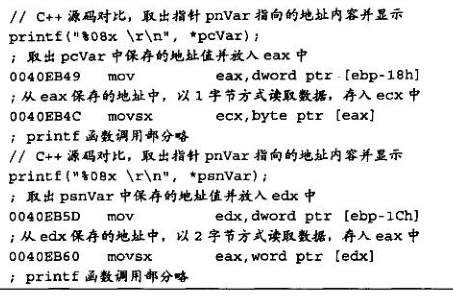 // C++ 源码对比，取出指针 pnVar 指向的地址内容并显示
printf("%08x \r\n", *pcVar);
; 取出 pcVar 中保存的地址值并放入 eax 中
0040EB49 mov eax,dword ptr [ebp-18h]
; 从 eax 保存的地址中，以 1 字节方式读取数据，存入 ecx 中
0040EB4C movsx ecx,byte ptr [eax]
; printf 函数调用部分略
// C++ 源码对比，取出指针 pnVar 指向的地址内容并显示
printf("%08x \r\n", *psnVar);
; 取出 psnVar 中保存的地址值并放入 edx 中
0040EB5D mov edx,dword ptr [ebp-1Ch]
; 从 edx 保存的地址中，以 2 字节方式读取数据，存入 eax 中
0040EB60 movsx eax,word ptr [edx]
; printf 函数调用部分略